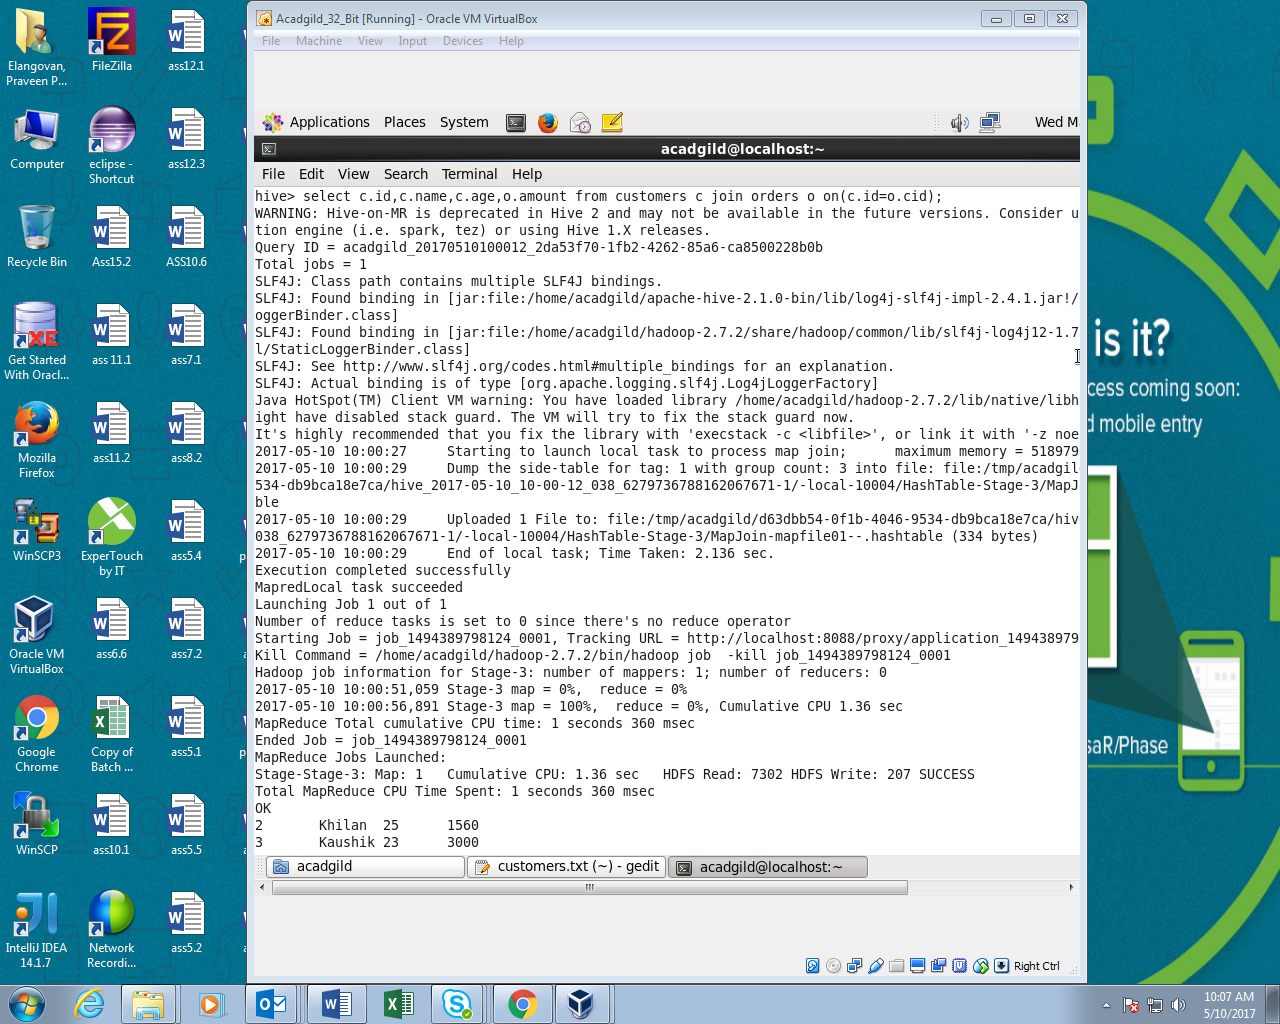 Acadgild_32_Bit [Running] - Oracle VM VirtualBox
File Machine View Input Devices Help
Applications Places System Wed M
acadgild@localhost:~
File Edit View Search Terminal Help
hive> select c.id,c.name,c.age,o.amount from customers c join orders o on(c.id=o.cid);
WARNING: Hive-on-MR is deprecated in Hive 2 and may not be available in the future versions. Consider u
tion engine (i.e. spark, tez) or using Hive 1.X releases.
Query ID = acadgild_20170510100012_2da53f70-1fb2-4262-85a6-ca8500228b0b
Total jobs = 1
SLF4J: Class path contains multiple SLF4J bindings.
SLF4J: Found binding in [jar:file:/home/acadgild/apache-hive-2.1.0-bin/lib/log4j-slf4j-impl-2.4.1.jar!/
oggerBinder.class]
SLF4J: Found binding in [jar:file:/home/acadgild/hadoop-2.7.2/share/hadoop/common/lib/slf4j-log4j12-1.7
l/StaticLoggerBinder.class]
SLF4J: See http://www.slf4j.org/codes.html#multiple_bindings for an explanation.
SLF4J: Actual binding is of type [org.apache.logging.slf4j.Log4jLoggerFactory]
Java HotSpot(TM) Client VM warning: You have loaded library /home/acadgild/hadoop-2.7.2/lib/native/libh
ight have disabled stack guard. The VM will try to fix the stack guard now.
It's highly recommended that you fix the library with 'execstack -c <libfile>', or link it with '-z noe
2017-05-10 10:00:27 Starting to launch local task to process map join; maximum memory = 518979
2017-05-10 10:00:29 Dump the side-table for tag: 1 with group count: 3 into file: file:/tmp/acadgil
534-db9bca18e7ca/hive_2017-05-10_10-00-12_038_6279736788162067671-1/-local-10004/HashTable-Stage-3/MapJ
ble
2017-05-10 10:00:29 Uploaded 1 File to: file:/tmp/acadgild/d63dbb54-0f1b-4046-9534-db9bca18e7ca/hiv
038_6279736788162067671-1/-local-10004/HashTable-Stage-3/MapJoin-mapfile01--.hashtable (334 bytes)
2017-05-10 10:00:29 End of local task; Time Taken: 2.136 sec.
Execution completed successfully
MapredLocal task succeeded
Launching Job 1 out of 1
Number of reduce tasks is set to 0 since there's no reduce operator
Starting Job = job_1494389798124_0001, Tracking URL = http://localhost:8088/proxy/application_149438979
Kill Command = /home/acadgild/hadoop-2.7.2/bin/hadoop job -kill job_1494389798124_0001
Hadoop job information for Stage-3: number of mappers: 1; number of reducers: 0
2017-05-10 10:00:51,059 Stage-3 map = 0%, reduce = 0%
2017-05-10 10:00:56,891 Stage-3 map = 100%, reduce = 0%, Cumulative CPU 1.36 sec
MapReduce Total cumulative CPU time: 1 seconds 360 msec
Ended Job = job_1494389798124_0001
MapReduce Jobs Launched:
Stage-Stage-3: Map: 1 Cumulative CPU: 1.36 sec HDFS Read: 7302 HDFS Write: 207 SUCCESS
Total MapReduce CPU Time Spent: 1 seconds 360 msec
OK
2 Khilan 25 1560
3 Kaushik 23 3000
acadgild customers.txt (~) - gedit acadgild@localhost:~
Right Ctrl
Elangovan, Praveen P...
FileZilla
ass12.1
Computer
eclipse - Shortcut
ass12.3
Recycle Bin
Ass15.2
ASS10.6
Get Started With Oracl...
ass 11.1
ass7.1
Mozilla Firefox
ass11.2
ass8.2
WinSCP3
ExperTouch by IT
ass5.4
Oracle VM VirtualBox
ass6.6
ass7.2
Google Chrome
Copy of Batch ...
ass5.1
WinSCP
ass10.1
ass5.5
IntelliJ IDEA 14.1.7
Network Recordi...
ass5.2
is it?
cess coming soon:
d mobile entry
saR/Phase
10:07 AM
5/10/2017